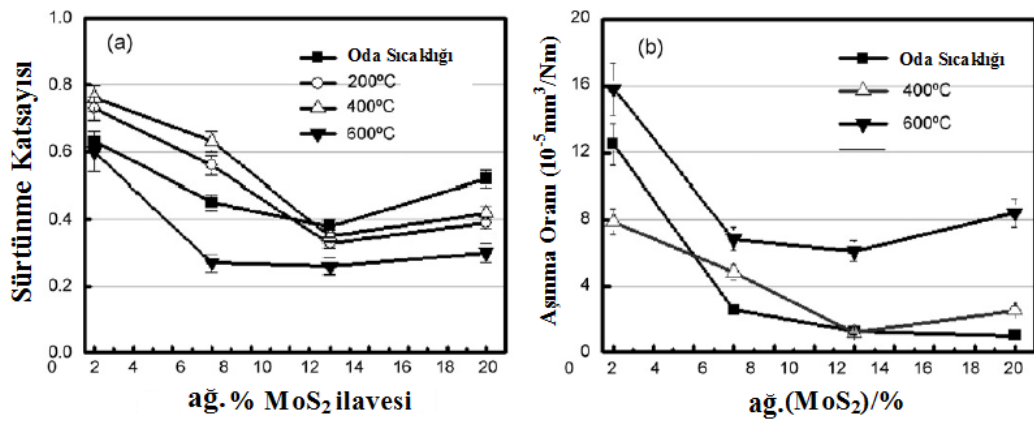 (a)
Oda Sıcaklığı
200ºC
400ºC
600ºC
1.0
0.8
0.6
0.4
0.2
0.0
Sürtünme Katsayısı
0 2 4 6 8 10 12 14 16 18 20
ağ.% MoS₂ ilavesi
(b)
Oda Sıcaklığı
400ºC
600ºC
20
16
12
8
4
0
Aşınma Oranı (10⁻⁵ mm³/Nm)
0 2 4 6 8 10 12 14 16 18 20
ağ.(MoS₂)/%